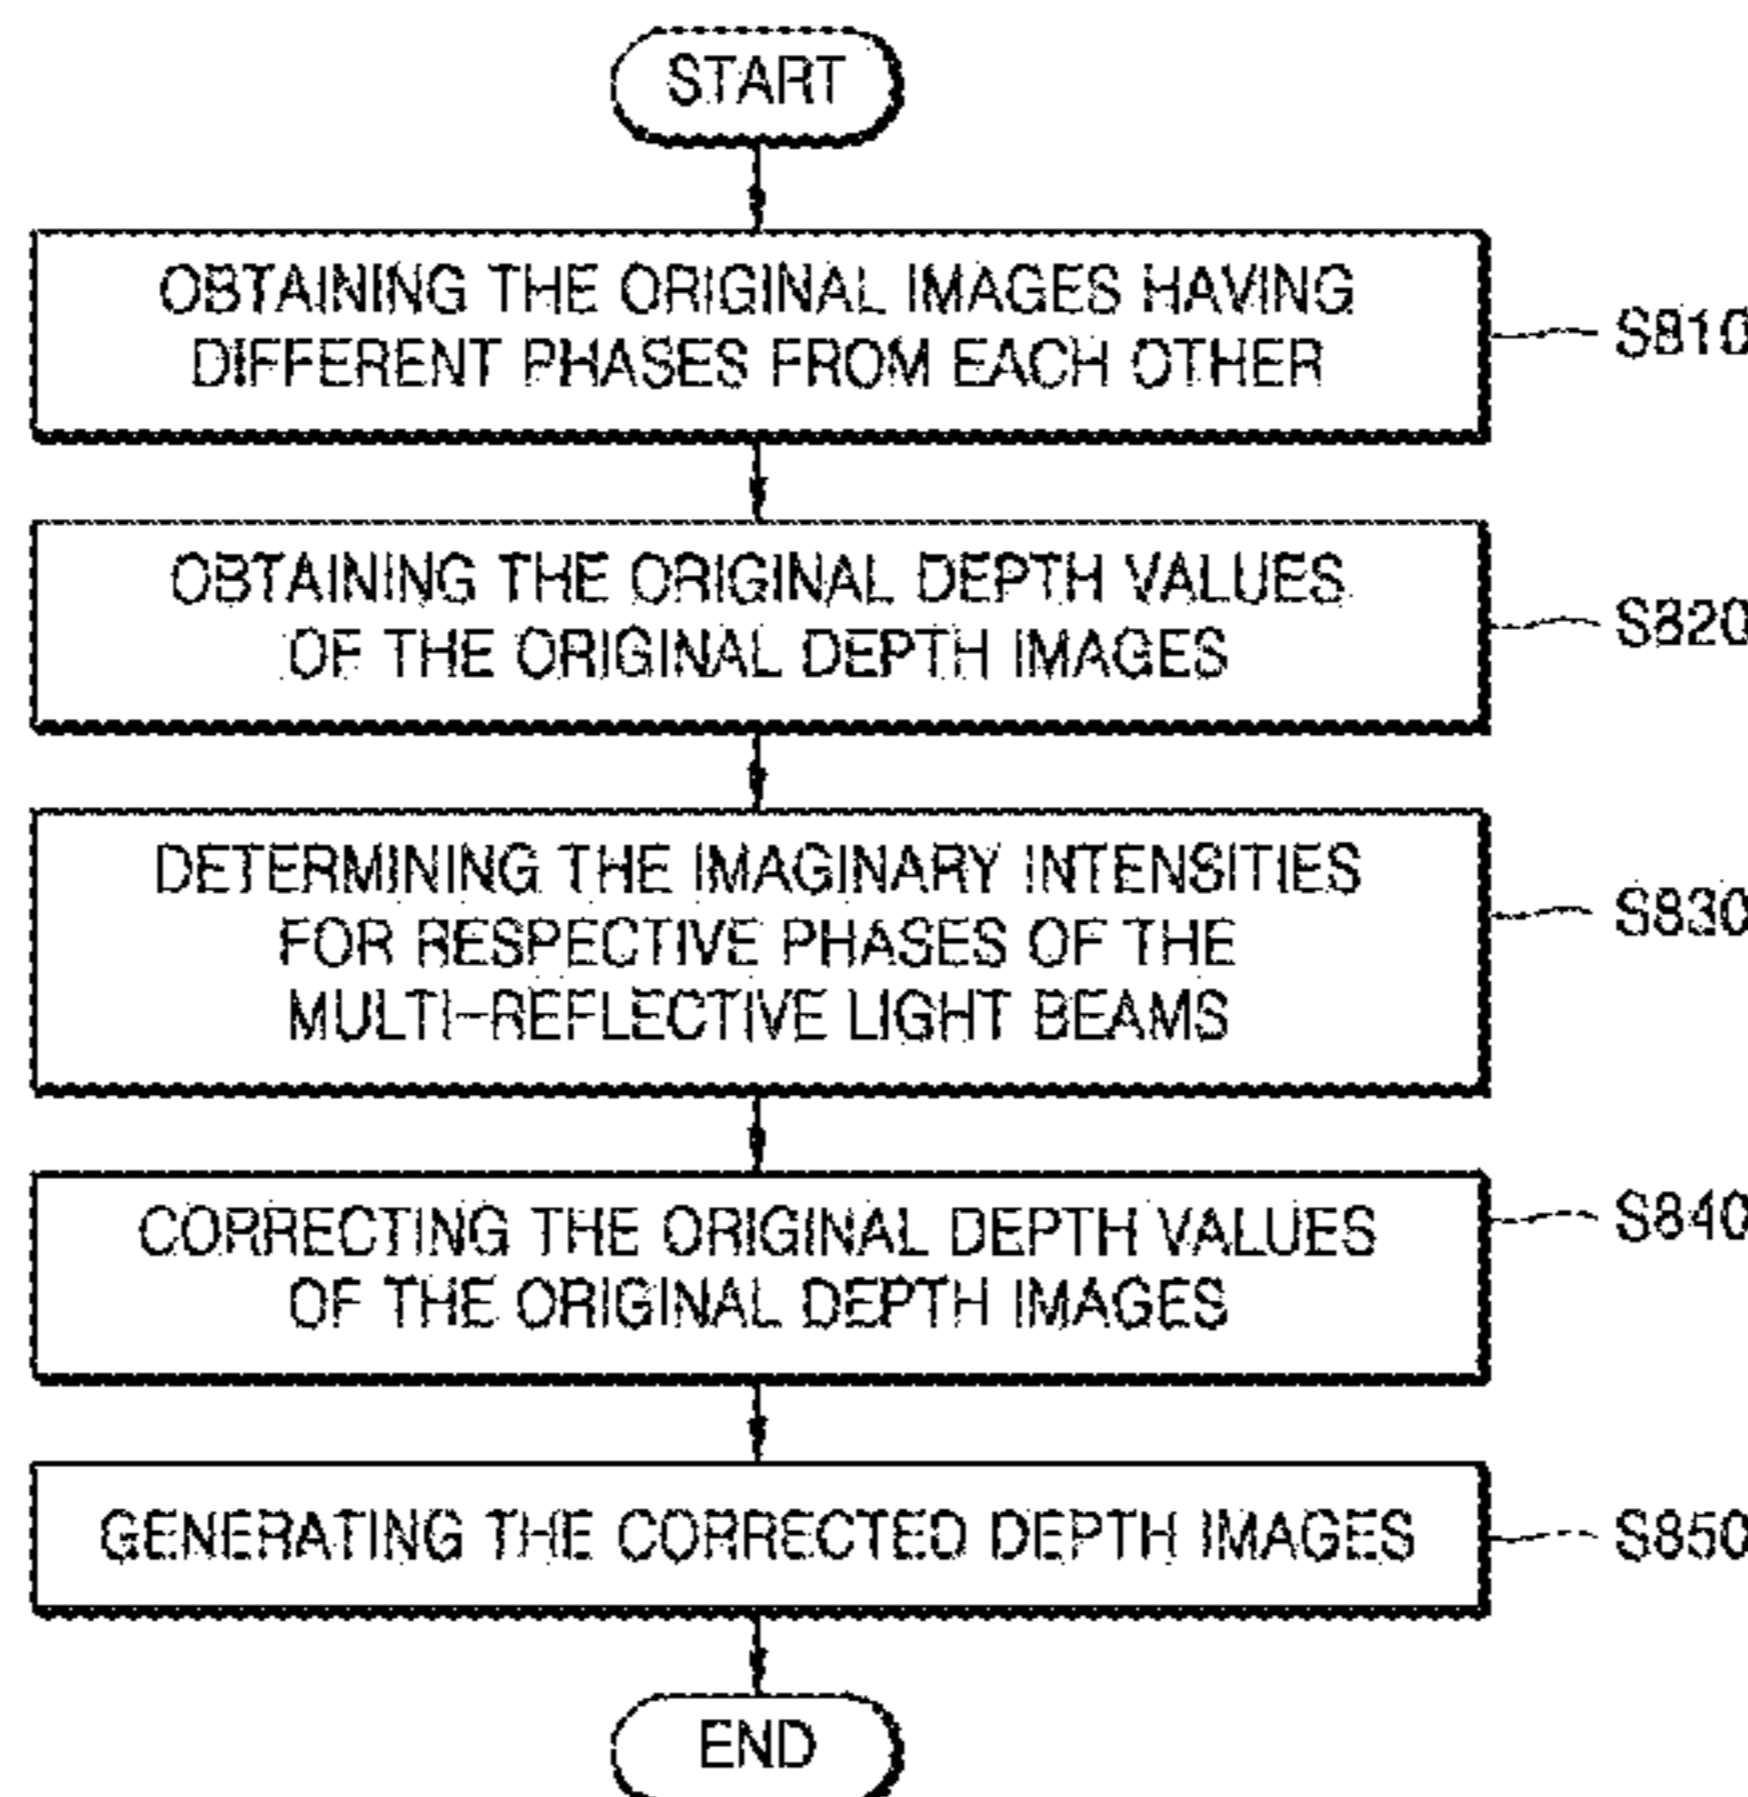 START
OBTAINING THE ORIGINAL IMAGES HAVING
DIFFERENT PHASES FROM EACH OTHER
S810
OBTAINING THE ORIGINAL DEPTH VALUES
OF THE ORIGINAL DEPTH IMAGES
S820
DETERMINING THE IMAGINARY INTENSITIES
FOR RESPECTIVE PHASES OF THE
MULTI-REFLECTIVE LIGHT BEAMS
S830
CORRECTING THE ORIGINAL DEPTH VALUES
OF THE ORIGINAL DEPTH IMAGES
S840
GENERATING THE CORRECTED DEPTH IMAGES
S850
END